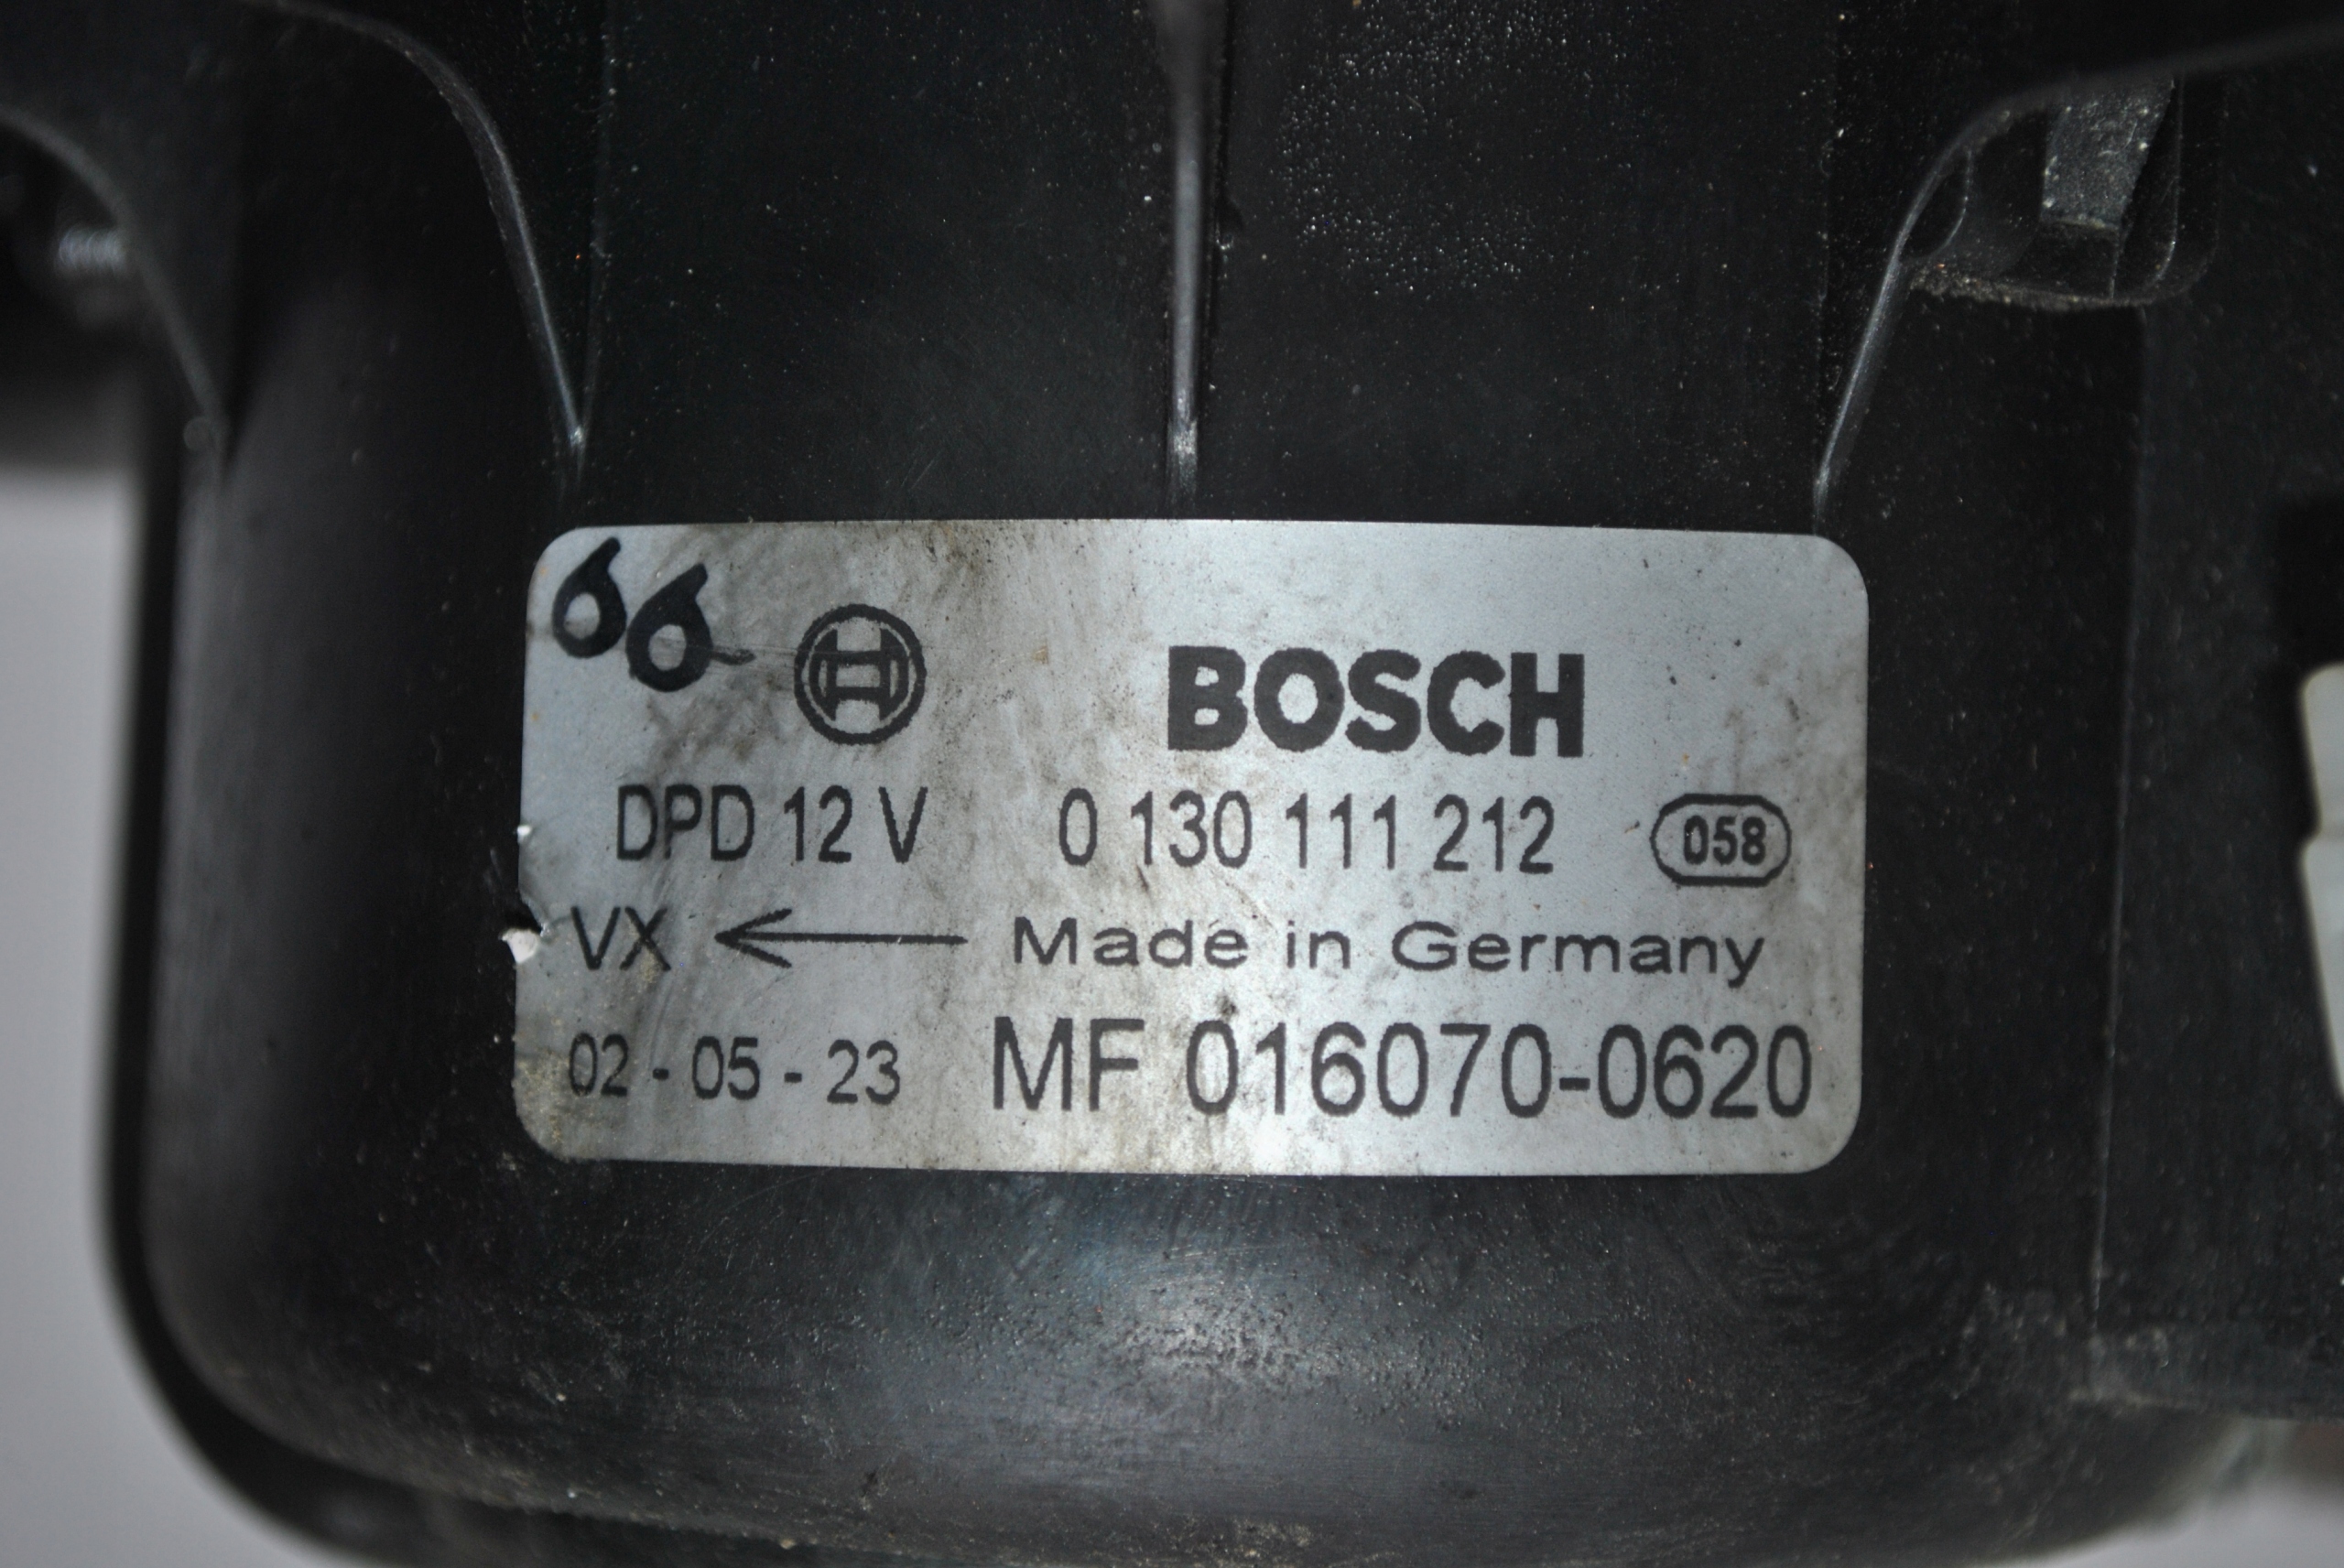 66
BOSCH
DPD 12 V 0 130 111 212 058
VX ← Made in Germany
02 - 05 - 23 MF 016070-0620